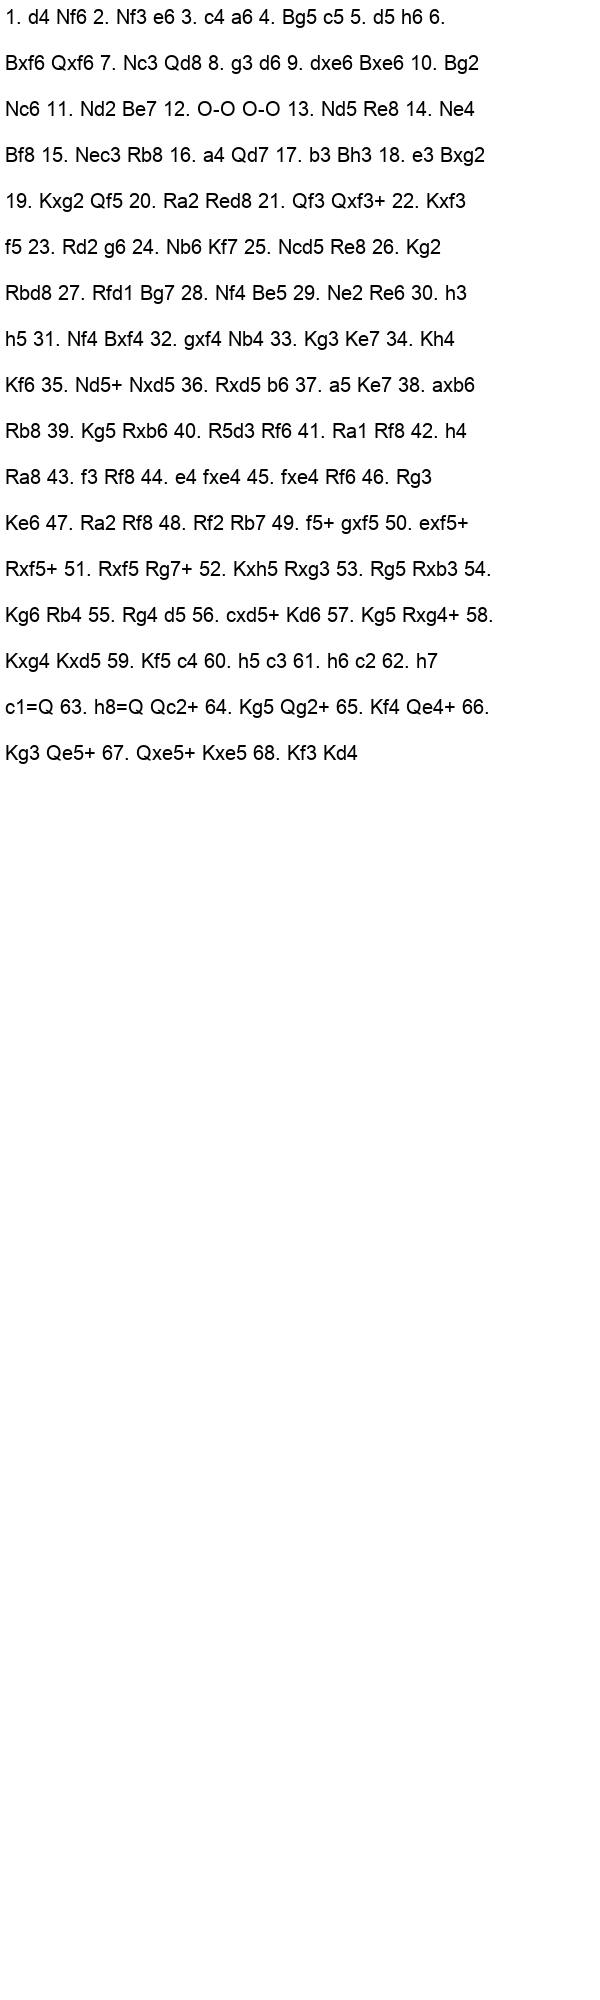 1. d4 Nf6 2. Nf3 e6 3. c4 a6 4. Bg5 c5 5. d5 h6 6.
Bxf6 Qxf6 7. Nc3 Qd8 8. g3 d6 9. dxe6 Bxe6 10. Bg2
Nc6 11. Nd2 Be7 12. O-O O-O 13. Nd5 Re8 14. Ne4
Bf8 15. Nec3 Rb8 16. a4 Qd7 17. b3 Bh3 18. e3 Bxg2
19. Kxg2 Qf5 20. Ra2 Red8 21. Qf3 Qxf3+ 22. Kxf3
f5 23. Rd2 g6 24. Nb6 Kf7 25. Ncd5 Re8 26. Kg2
Rbd8 27. Rfd1 Bg7 28. Nf4 Be5 29. Ne2 Re6 30. h3
h5 31. Nf4 Bxf4 32. gxf4 Nb4 33. Kg3 Ke7 34. Kh4
Kf6 35. Nd5+ Nxd5 36. Rxd5 b6 37. a5 Ke7 38. axb6
Rb8 39. Kg5 Rxb6 40. R5d3 Rf6 41. Ra1 Rf8 42. h4
Ra8 43. f3 Rf8 44. e4 fxe4 45. fxe4 Rf6 46. Rg3
Ke6 47. Ra2 Rf8 48. Rf2 Rb7 49. f5+ gxf5 50. exf5+
Rxf5+ 51. Rxf5 Rg7+ 52. Kxh5 Rxg3 53. Rg5 Rxb3 54.
Kg6 Rb4 55. Rg4 d5 56. cxd5+ Kd6 57. Kg5 Rxg4+ 58.
Kxg4 Kxd5 59. Kf5 c4 60. h5 c3 61. h6 c2 62. h7
c1=Q 63. h8=Q Qc2+ 64. Kg5 Qg2+ 65. Kf4 Qe4+ 66.
Kg3 Qe5+ 67. Qxe5+ Kxe5 68. Kf3 Kd4